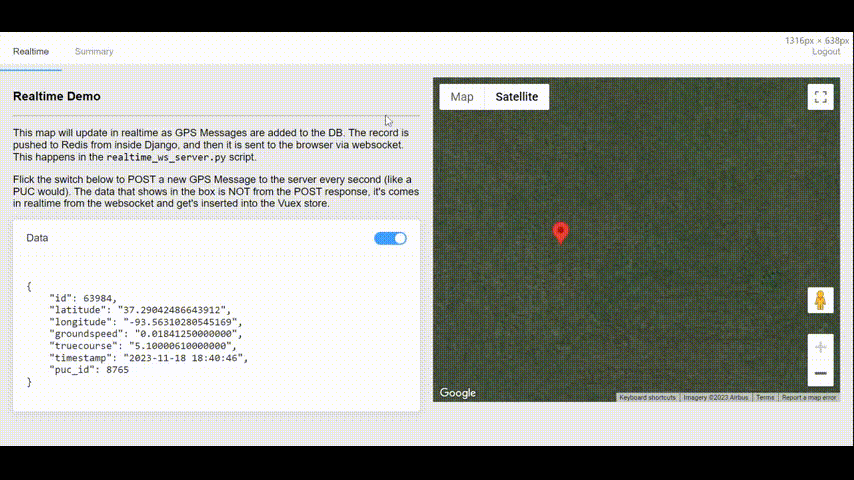 1316px × 638px
Realtime Summary Logout
Realtime Demo
This map will update in realtime as GPS Messages are added to the DB. The record is
pushed to Redis from inside Django, and then it is sent to the browser via websocket.
This happens in the realtime_ws_server.py script.
Flick the switch below to POST a new GPS Message to the server every second (like a
PUC would). The data that shows in the box is NOT from the POST response, it's comes
in realtime from the websocket and get's inserted into the Vuex store.
Data
{
"id": 63984,
"latitude": "37.29042486643912",
"longitude": "-93.56310280545169",
"groundspeed": "0.01841250000000",
"truecourse": "5.10000610000000",
"timestamp": "2023-11-18 18:40:46",
"puc_id": 8765
}
Map Satellite
Google
Keyboard shortcuts Imagery ©2023 Airbus Terms Report a map error